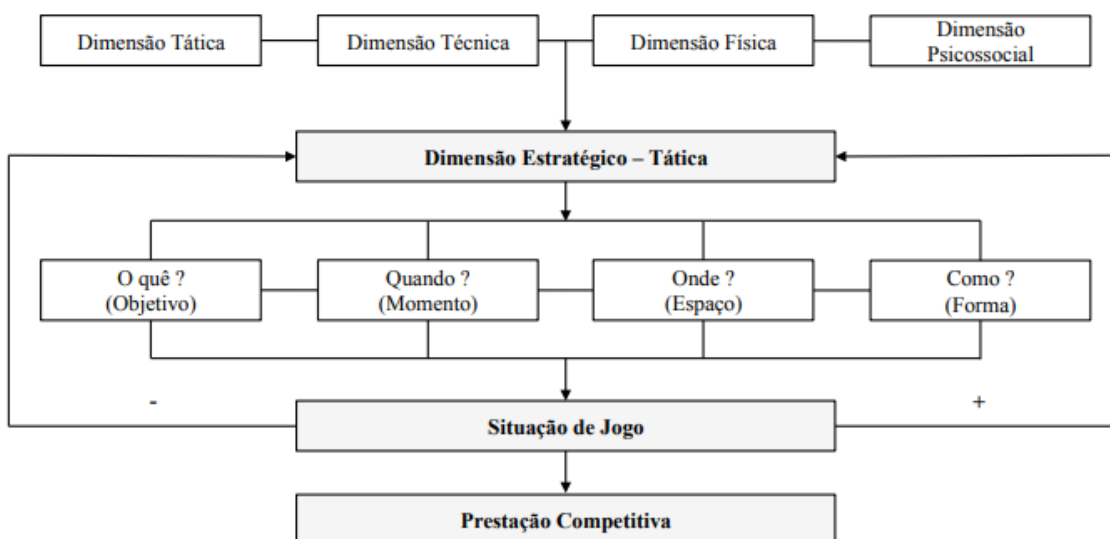 Dimensão Tática
Dimensão Técnica
Dimensão Física
Dimensão
Psicossocial
Dimensão Estratégico – Tática
O quê ?
(Objetivo)
Quando ?
(Momento)
Onde ?
(Espaço)
Como ?
(Forma)
-
+
Situação de Jogo
Prestação Competitiva